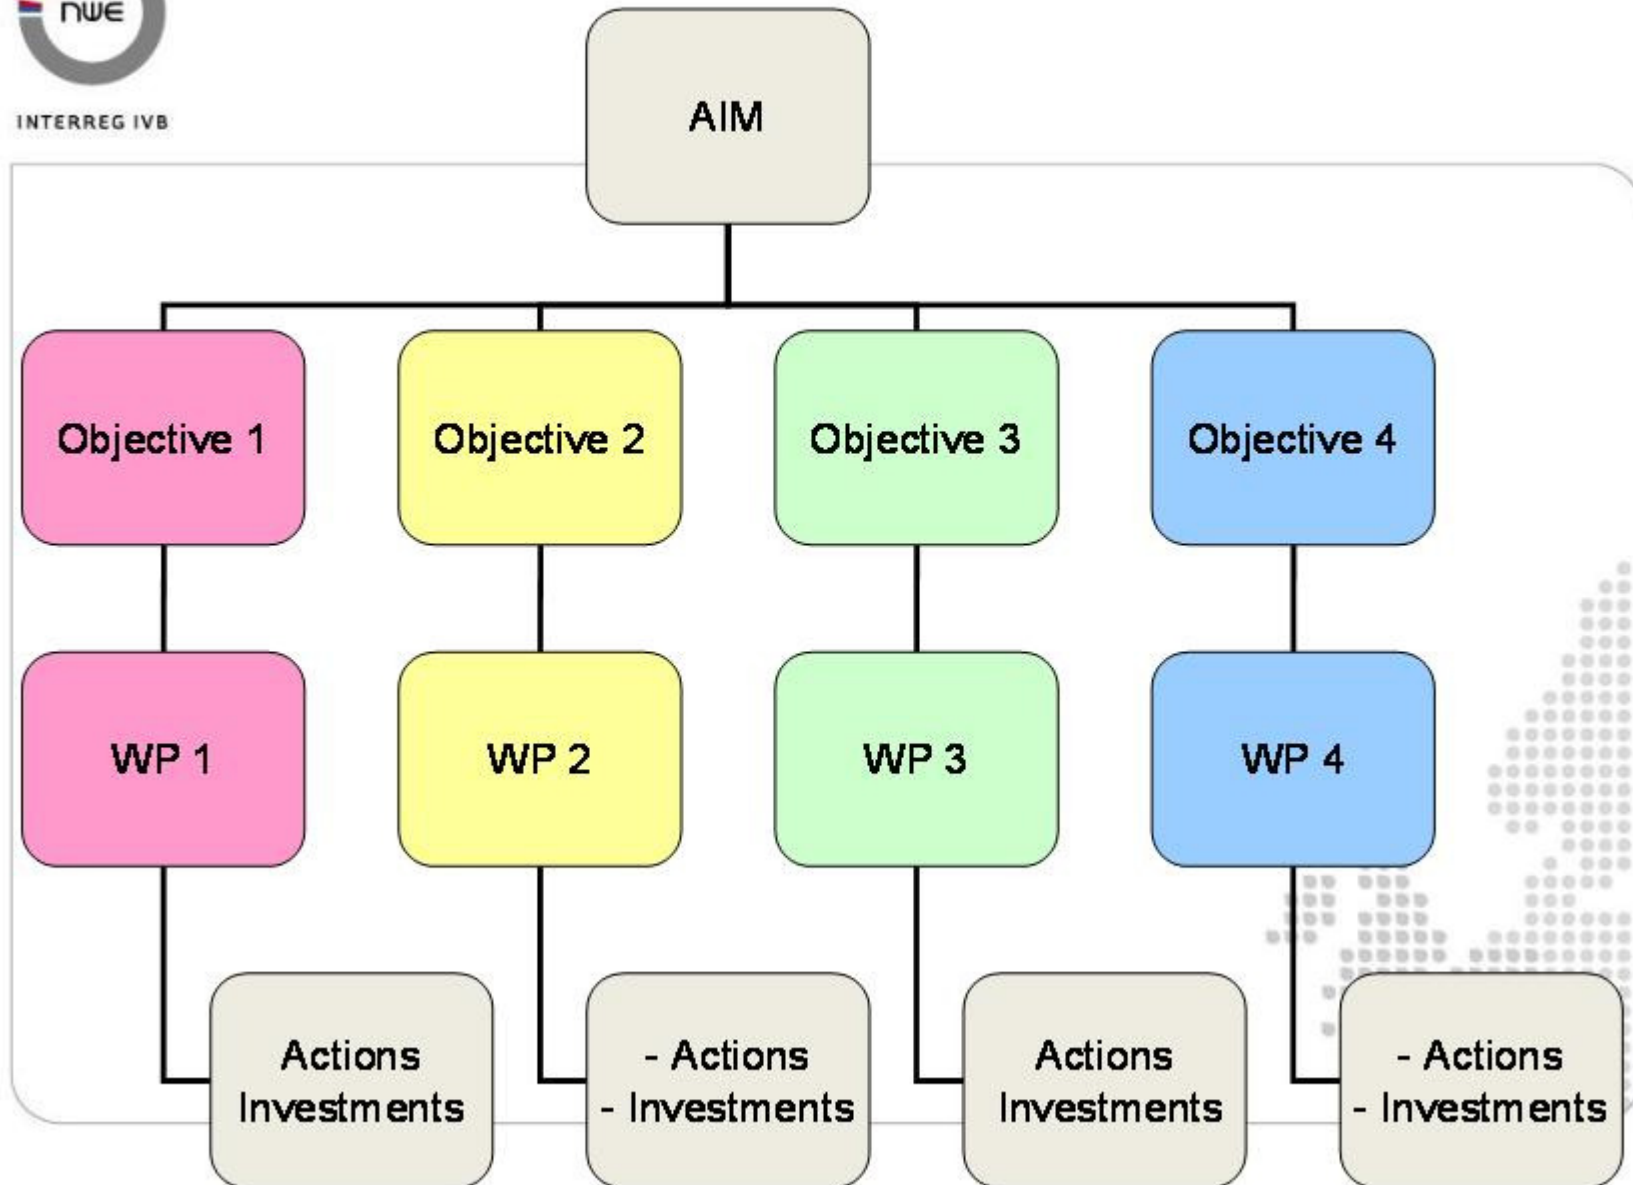 NWE
INTERREG IVB
AIM
Objective 1
Objective 2
Objective 3
Objective 4
WP 1
WP 2
WP 3
WP 4
Actions
Investments
- Actions
- Investments
Actions
Investments
- Actions
- Investments